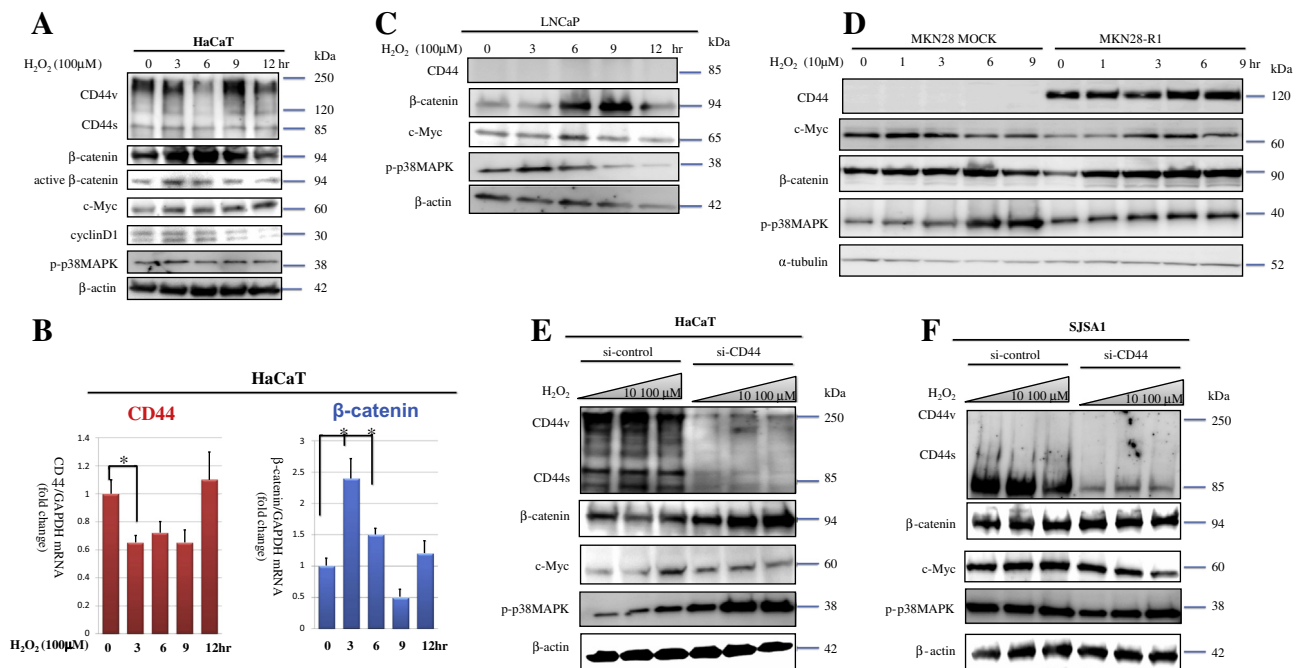 A
HaCaT
H₂O₂ (100μM) 0 3 6 9 12 hr
kDa
CD44v
250
120
CD44s
85
β-catenin 94
active β-catenin 94
c-Myc 60
cyclinD1 30
p-p38MAPK 38
β-actin 42
B
HaCaT
CD44
CD44/GAPDH mRNA
(fold change)
1.4
1.2
1
0.8
0.6
0.4
0.2
0
*
H₂O₂ (100μM) 0 3 6 9 12hr
β-catenin
β-catenin/GAPDH mRNA
(fold change)
3
2.5
2
1.5
1
0.5
0
* *
0 3 6 9 12hr
C
LNCaP
H₂O₂ (100μM) 0 3 6 9 12 hr
kDa
CD44 85
β-catenin 94
c-Myc 65
p-p38MAPK 38
β-actin 42
D
MKN28 MOCK MKN28-R1
H₂O₂ (10μM) 0 1 3 6 9 0 1 3 6 9 hr
kDa
CD44 120
c-Myc 60
β-catenin 90
p-p38MAPK 40
α-tubulin 52
E
HaCaT
si-control si-CD44
H₂O₂ 10 100 μM 10 100 μM
kDa
CD44v 250
CD44s 85
β-catenin 94
c-Myc 60
p-p38MAPK 38
β-actin 42
F
SJSA1
si-control si-CD44
H₂O₂ 10 100 μM 10 100 μM
kDa
CD44v 250
CD44s
85
β-catenin 94
c-Myc 60
p-p38MAPK 38
β-actin 42